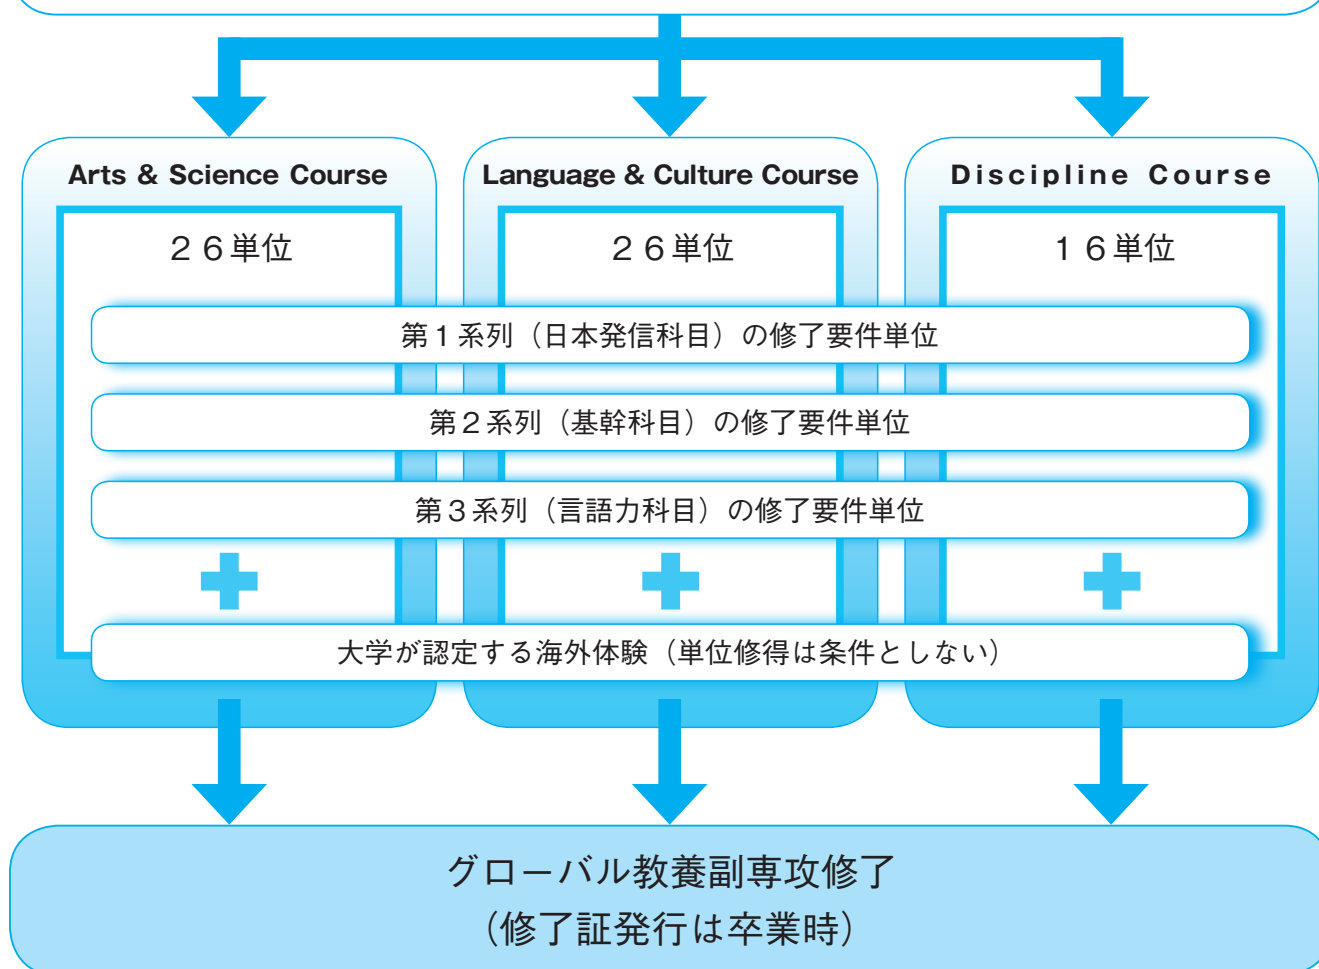 Arts & Science Course
２６単位
Language & Culture Course
２６単位
Discipline Course
１６単位
第１系列（日本発信科目）の修了要件単位
第２系列（基幹科目）の修了要件単位
第３系列（言語力科目）の修了要件単位
大学が認定する海外体験（単位修得は条件としない）
グローバル教養副専攻修了
（修了証発行は卒業時）